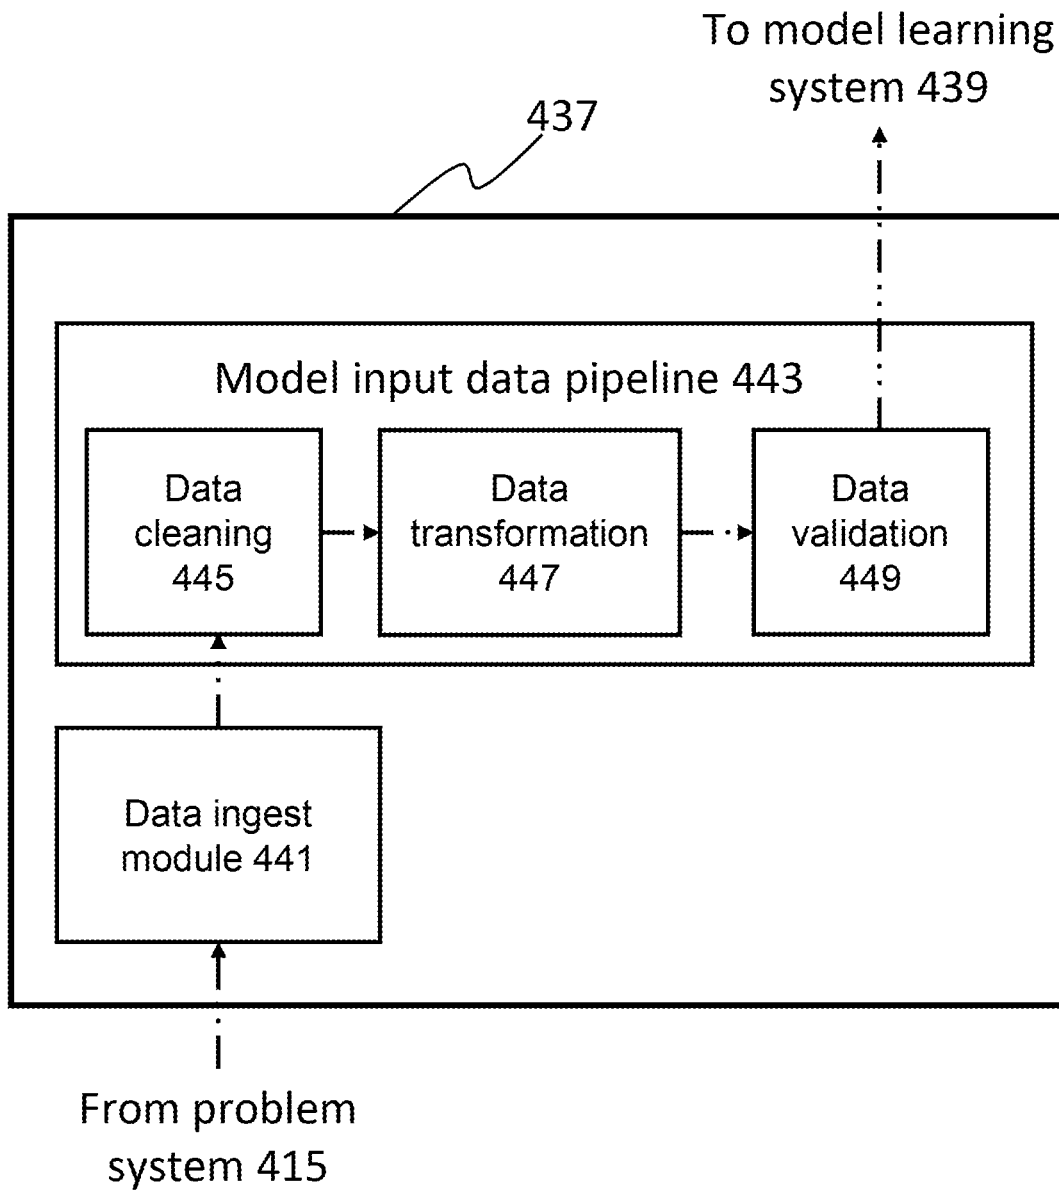 To model learning
system 439
437
Model input data pipeline 443
Data
cleaning
445
Data
transformation
447
Data
validation
449
Data ingest
module 441
From problem
system 415